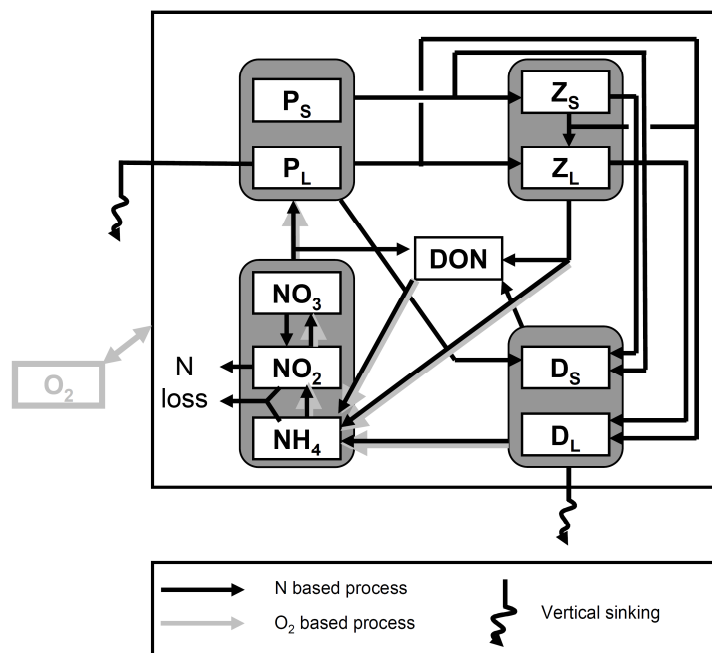 P_S
Z_S
P_L
Z_L
DON
NO_3
NO_2
NH_4
N
loss
O_2
D_S
D_L
N based process
O_2 based process
Vertical sinking